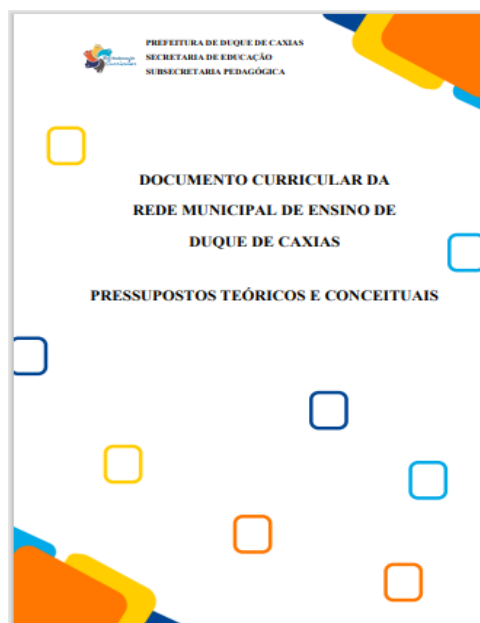 PREFEITURA DE DUQUE DE CAXIAS
SECRETARIA DE EDUCAÇÃO
SUBSECRETARIA PEDAGÓGICA
DOCUMENTO CURRICULAR DA
REDE MUNICIPAL DE ENSINO DE
DUQUE DE CAXIAS
PRESSUPOSTOS TEÓRICOS E CONCEITUAIS